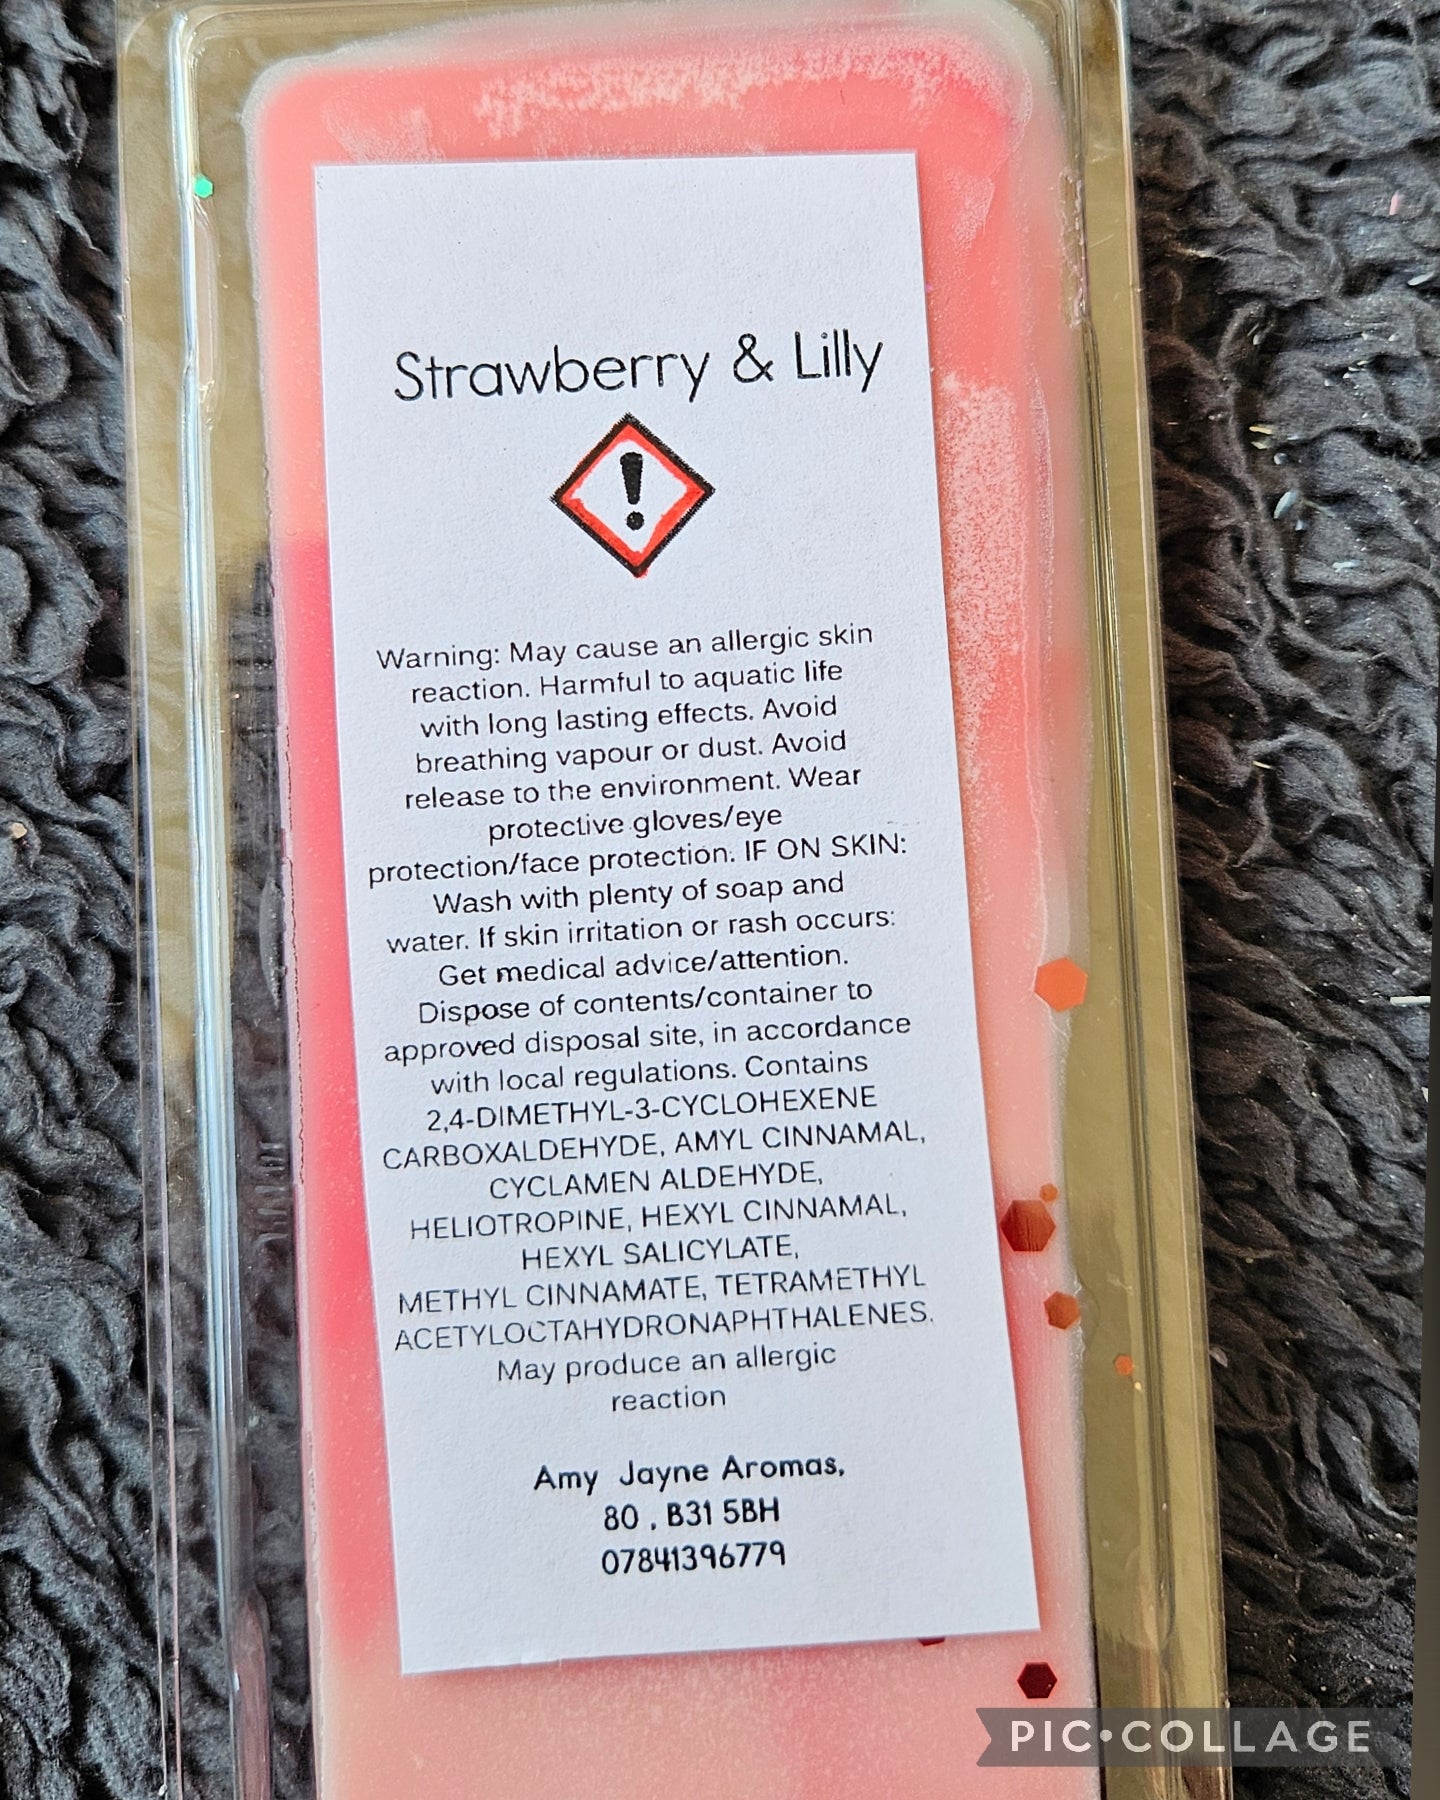 Strawberry & Lilly
!
Warning: May cause an allergic skin
reaction. Harmful to aquatic life
with long lasting effects. Avoid
breathing vapour or dust. Avoid
release to the environment. Wear
protective gloves/eye
protection/face protection. IF ON SKIN:
Wash with plenty of soap and
water. If skin irritation or rash occurs:
Get medical advice/attention.
Dispose of contents/container to
approved disposal site, in accordance
with local regulations. Contains
2,4-DIMETHYL-3-CYCLOHEXENE
CARBOXALDEHYDE, AMYL CINNAMAL,
CYCLAMEN ALDEHYDE,
HELIOTROPINE, HEXYL CINNAMAL,
HEXYL SALICYLATE,
METHYL CINNAMATE, TETRAMETHYL
ACETYLOCTAHYDRONAPHTHALENES.
May produce an allergic
reaction
Amy Jayne Aromas,
80 , B31 5BH
07841396779
PIC•COLLAGE